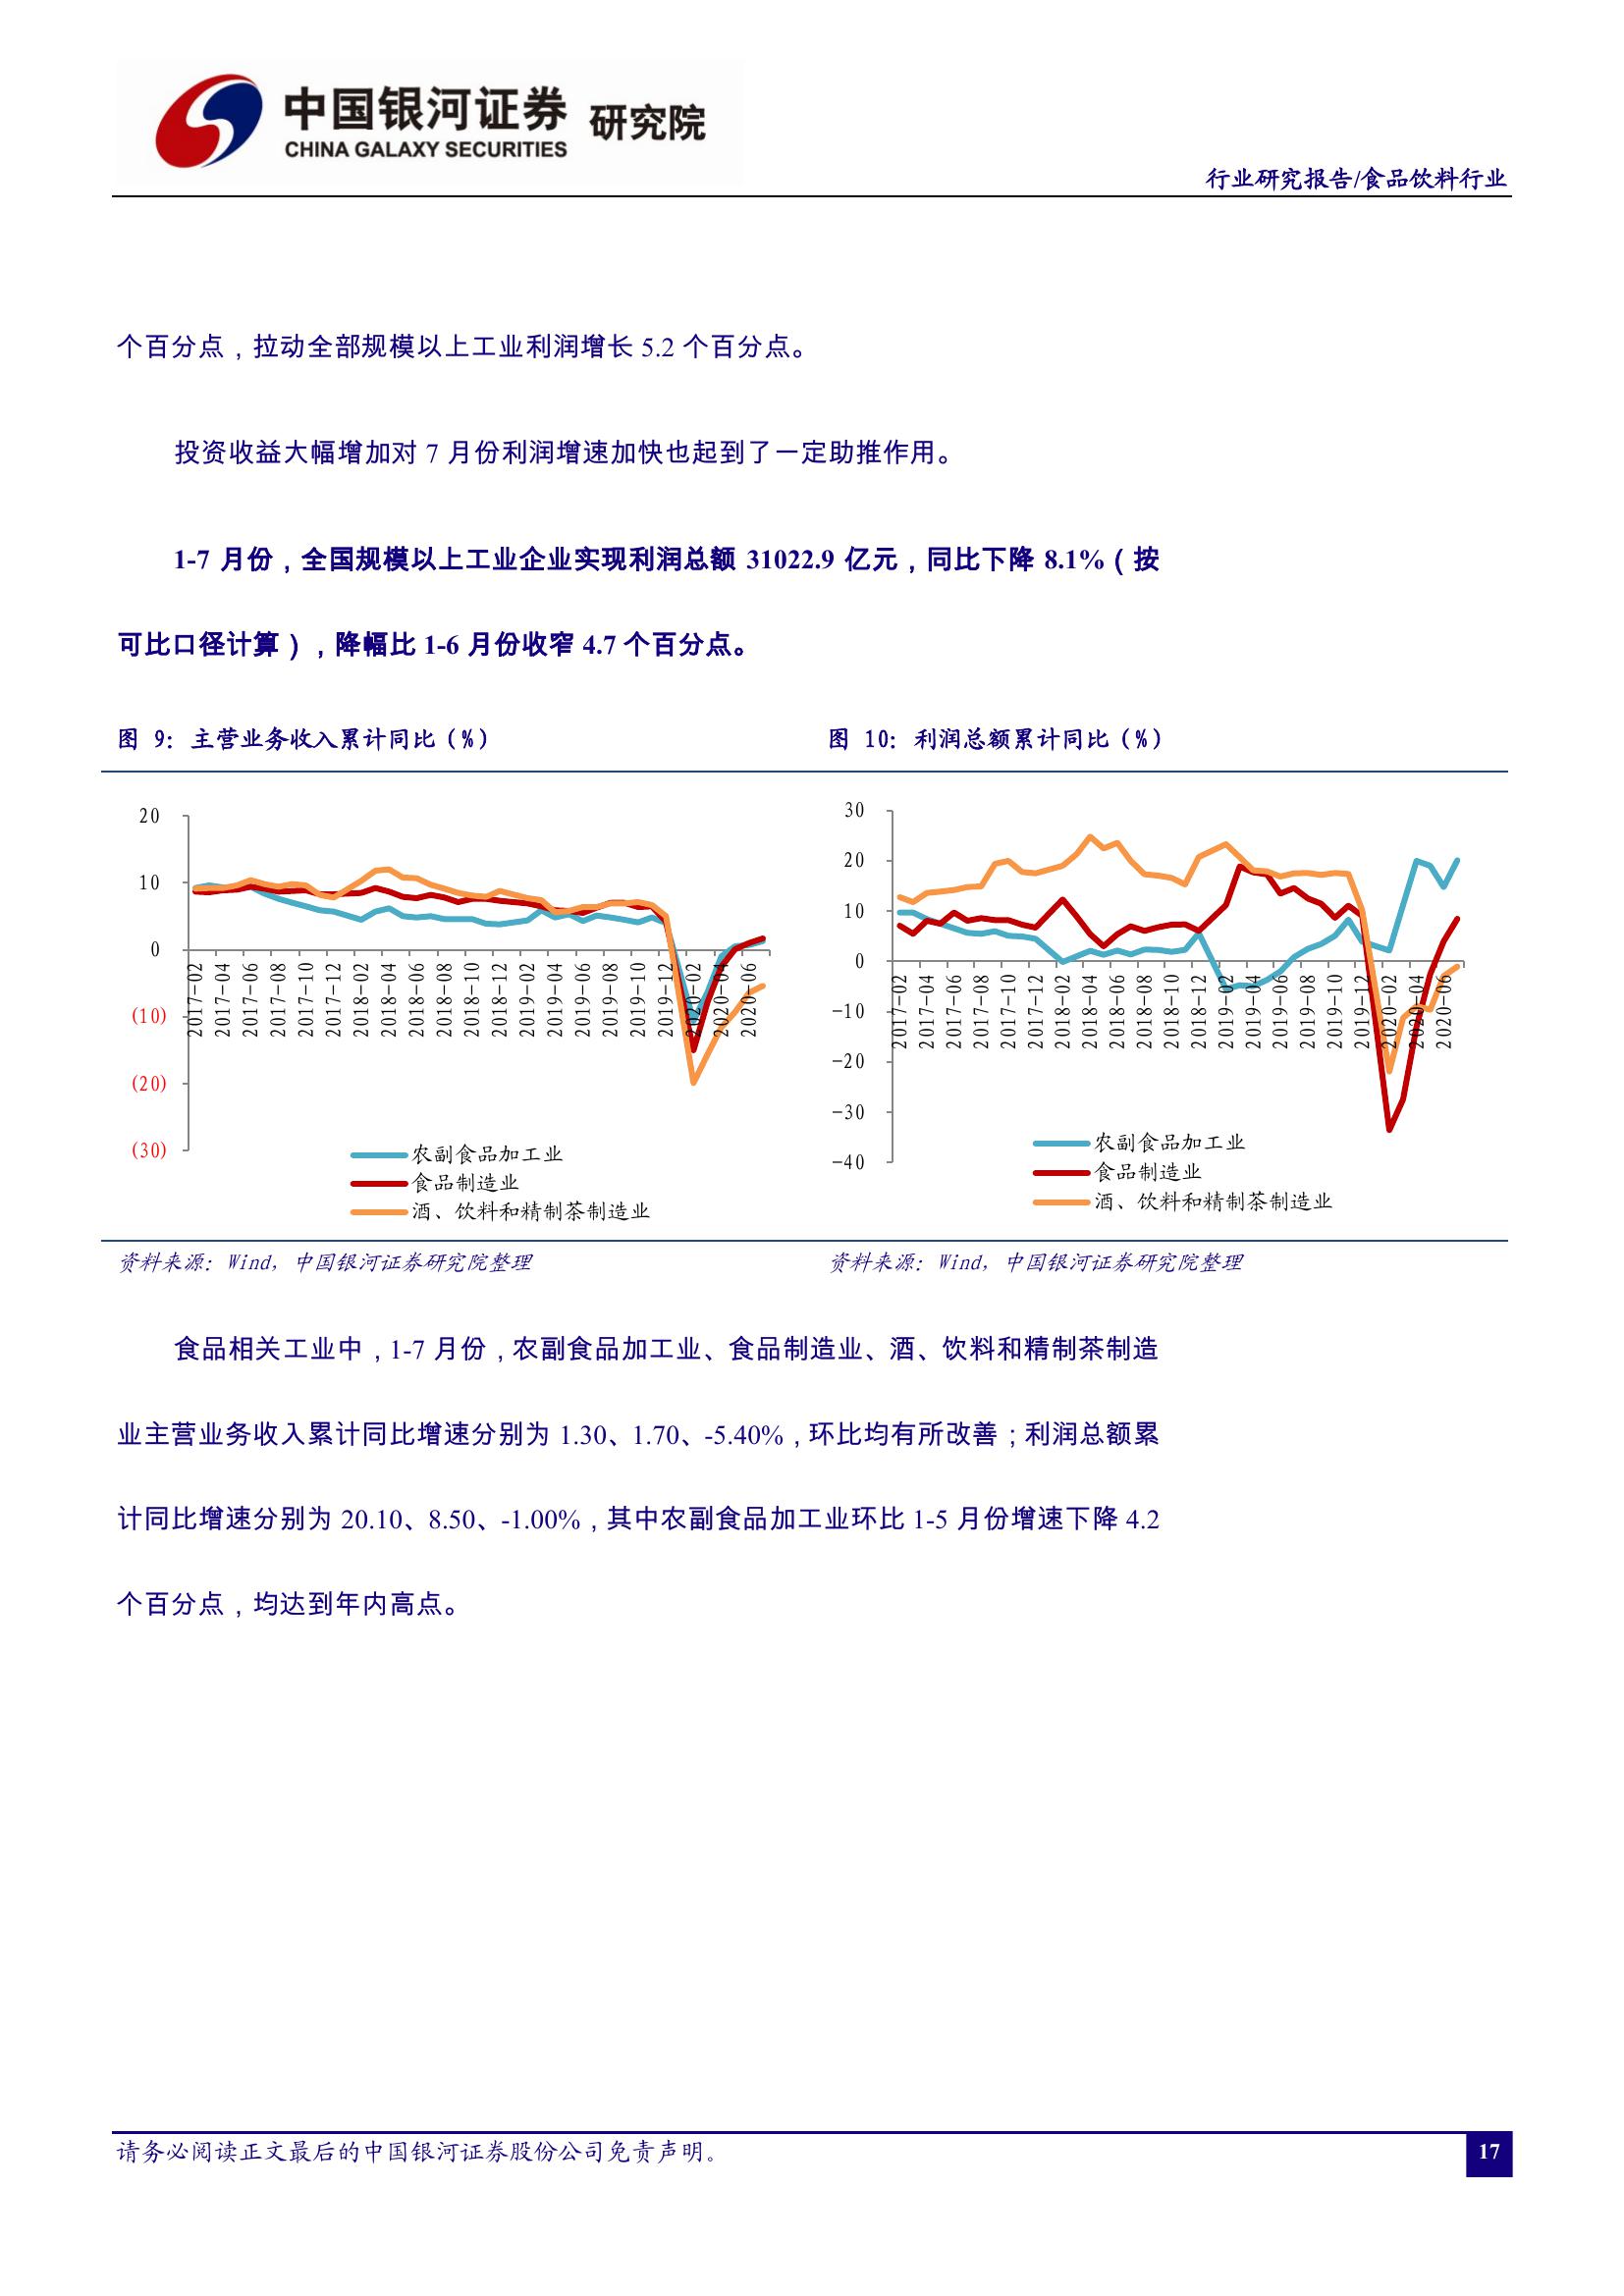 中国银河证券 研究院
CHINA GALAXY SECURITIES
行业研究报告/食品饮料行业
个百分点，拉动全部规模以上工业利润增长 5.2 个百分点。
投资收益大幅增加对 7 月份利润增速加快也起到了一定助推作用。
1-7 月份，全国规模以上工业企业实现利润总额 31022.9 亿元，同比下降 8.1%（按
可比口径计算），降幅比 1-6 月份收窄 4.7 个百分点。
图 9：主营业务收入累计同比（%）
20
10
0
(10)
(20)
(30)
2017-02
2017-04
2017-06
2017-08
2017-10
2017-12
2018-02
2018-04
2018-06
2018-08
2018-10
2018-12
2019-02
2019-04
2019-06
2019-08
2019-10
2019-12
2020-02
2020-04
2020-06
农副食品加工业
食品制造业
酒、饮料和精制茶制造业
资料来源：Wind，中国银河证券研究院整理
图 10：利润总额累计同比（%）
30
20
10
0
-10
-20
-30
-40
2017-02
2017-04
2017-06
2017-08
2017-10
2017-12
2018-02
2018-04
2018-06
2018-08
2018-10
2018-12
2019-02
2019-04
2019-06
2019-08
2019-10
2019-12
2020-02
2020-04
2020-06
农副食品加工业
食品制造业
酒、饮料和精制茶制造业
资料来源：Wind，中国银河证券研究院整理
食品相关工业中，1-7 月份，农副食品加工业、食品制造业、酒、饮料和精制茶制造
业主营业务收入累计同比增速分别为 1.30、1.70、-5.40%，环比均有所改善；利润总额累
计同比增速分别为 20.10、8.50、-1.00%，其中农副食品加工业环比 1-5 月份增速下降 4.2
个百分点，均达到年内高点。
请务必阅读正文最后的中国银河证券股份公司免责声明。
17